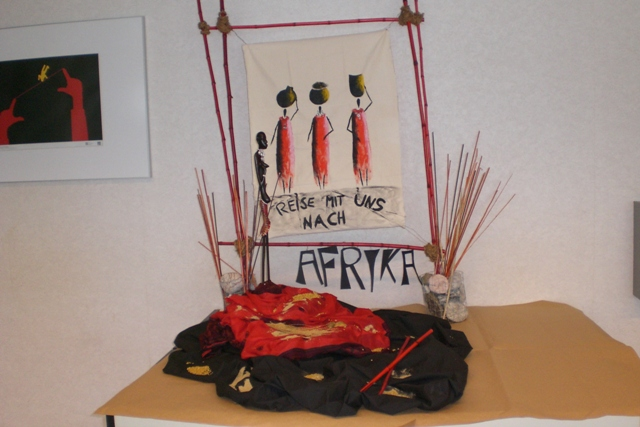 REISE MIT UNS
NACH
AFRIKA